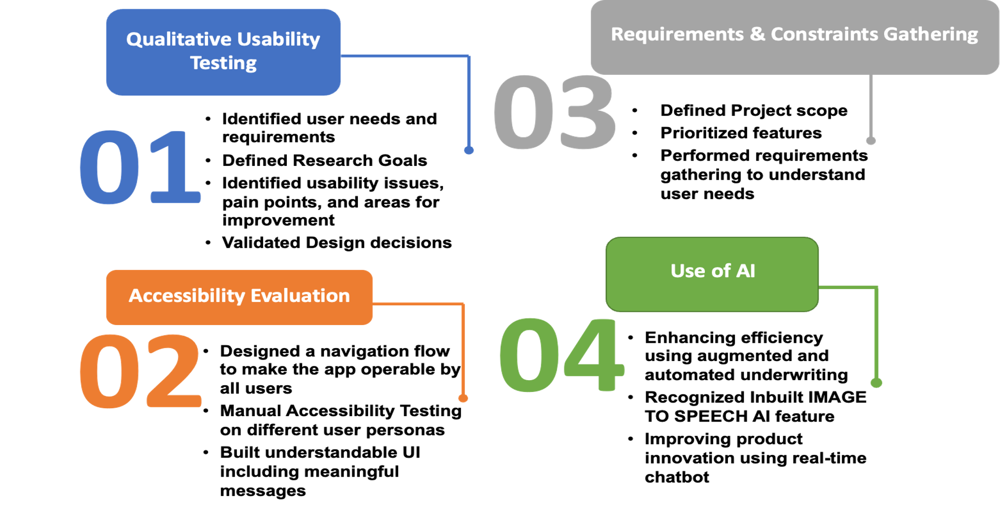 Qualitative Usability
Testing
01
• Identified user needs and
requirements
• Defined Research Goals
• Identified usability issues,
pain points, and areas for
improvement
• Validated Design decisions
Accessibility Evaluation
02
• Designed a navigation flow
to make the app operable by
all users
• Manual Accessibility Testing
on different user personas
• Built understandable UI
including meaningful
messages
Requirements & Constraints Gathering
03
• Defined Project scope
• Prioritized features
• Performed requirements
gathering to understand
user needs
Use of AI
04
• Enhancing efficiency
using augmented and
automated underwriting
• Recognized Inbuilt IMAGE
TO SPEECH AI feature
• Improving product
innovation using real-time
chatbot